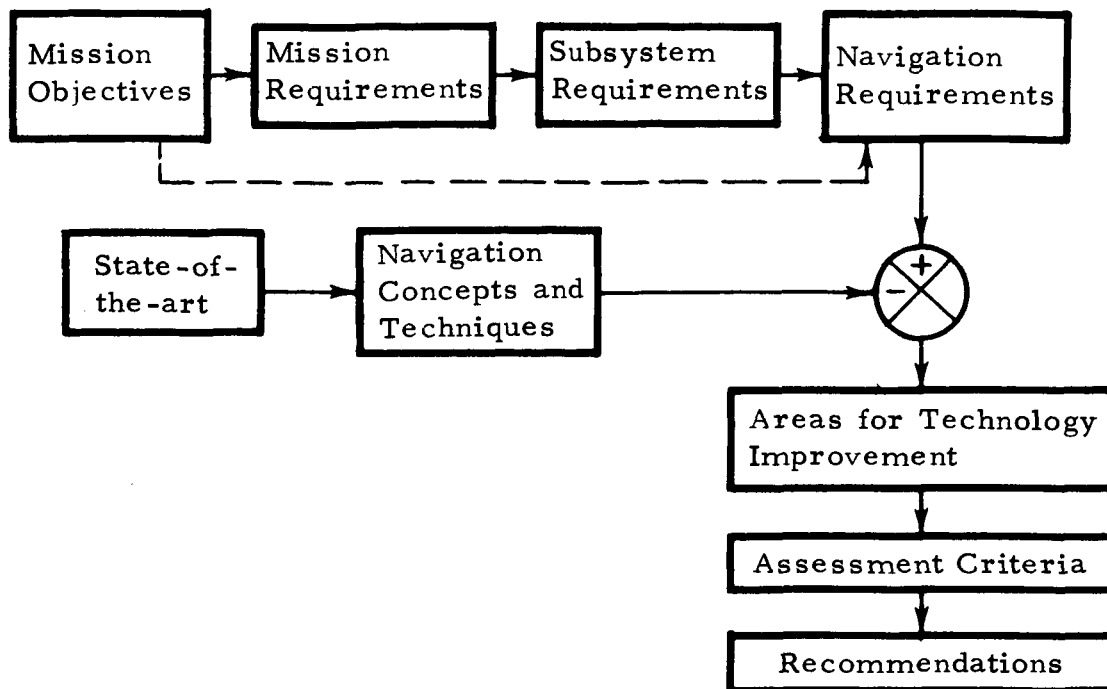 Mission
Objectives
Mission
Requirements
Subsystem
Requirements
Navigation
Requirements
State-of-
the-art
Navigation
Concepts and
Techniques
+
-
Areas for Technology
Improvement
Assessment Criteria
Recommendations